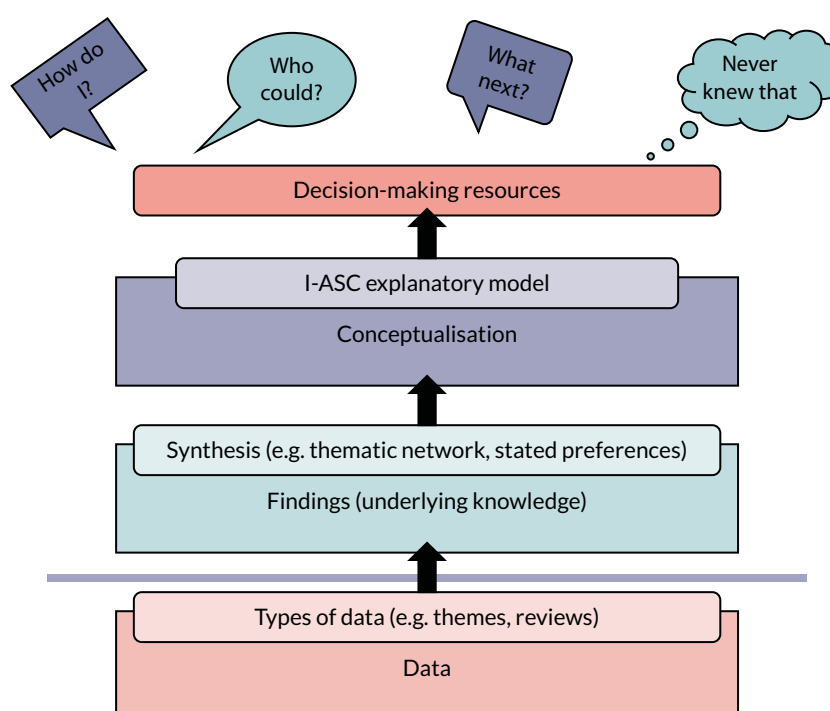 How do
I?
Who
could?
What
next?
Never
knew that
Decision-making resources
I-ASC explanatory model
Conceptualisation
Synthesis (e.g. thematic network, stated preferences)
Findings (underlying knowledge)
Types of data (e.g. themes, reviews)
Data